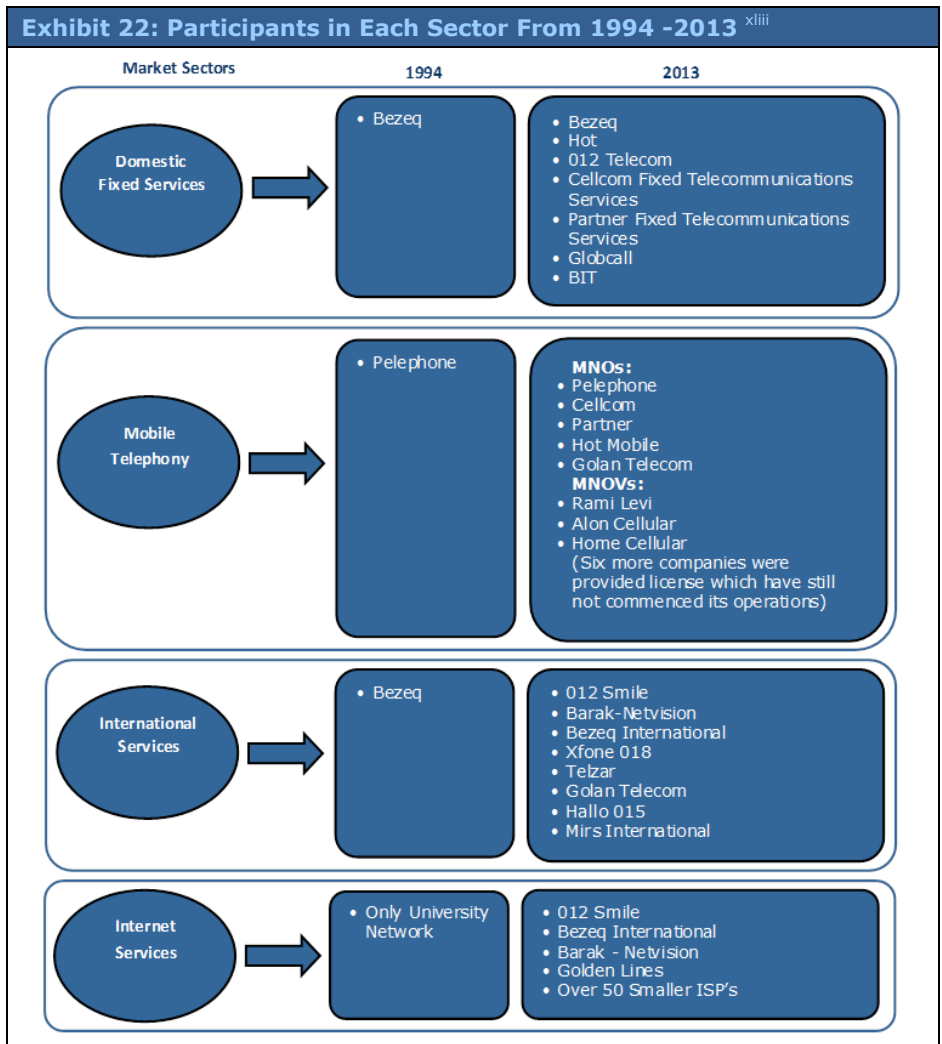 Exhibit 22: Participants in Each Sector From 1994 -2013 xliii
Market Sectors 1994 2013
Domestic
Fixed Services
• Bezeq
• Bezeq
• Hot
• 012 Telecom
• Cellcom Fixed Telecommunications
Services
• Partner Fixed Telecommunications
Services
• Globcall
• BIT
Mobile
Telephony
• Pelephone
MNOs:
• Pelephone
• Cellcom
• Partner
• Hot Mobile
• Golan Telecom
MNOVs:
• Rami Levi
• Alon Cellular
• Home Cellular
(Six more companies were
provided license which have still
not commenced its operations)
International
Services
• Bezeq
• 012 Smile
• Barak-Netvision
• Bezeq International
• Xfone 018
• Telzar
• Golan Telecom
• Hallo 015
• Mirs International
Internet
Services
• Only University
Network
• 012 Smile
• Bezeq International
• Barak - Netvision
• Golden Lines
• Over 50 Smaller ISP's